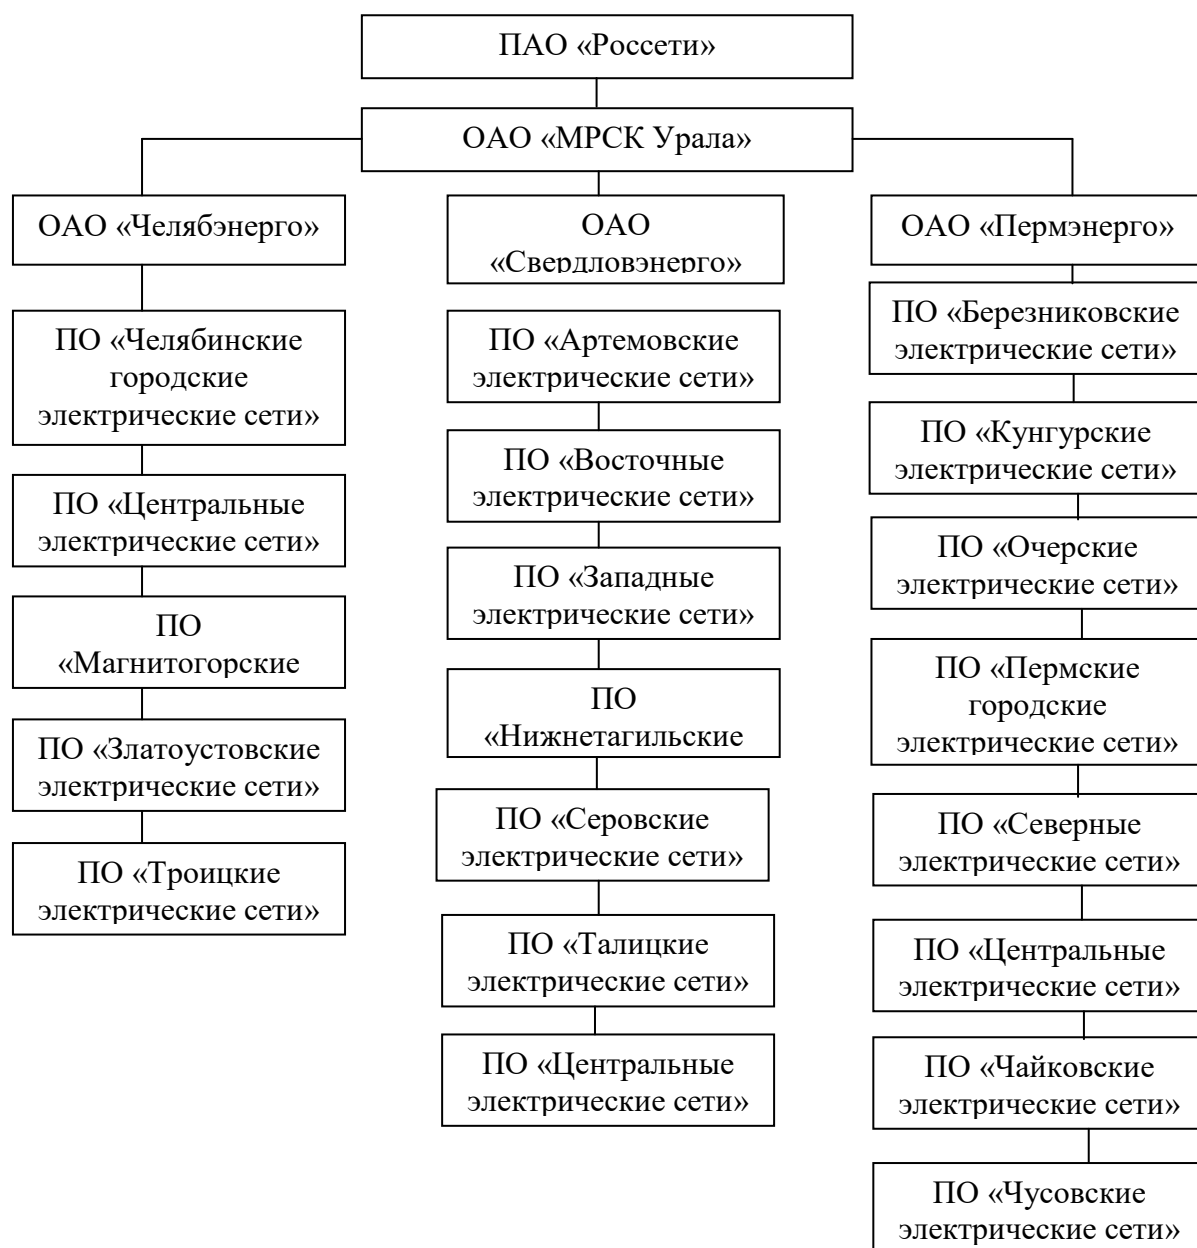 ПАО «Россети»
ОАО «МРСК Урала»
ОАО «Челябэнерго»
ПО «Челябинские
городские
электрические сети»
ПО «Центральные
электрические сети»
ПО
«Магнитогорские
ПО «Златоустовские
электрические сети»
ПО «Троицкие
электрические сети»
ОАО
«Свердловэнерго»
ПО «Артемовские
электрические сети»
ПО «Восточные
электрические сети»
ПО «Западные
электрические сети»
ПО
«Нижнетагильские
ПО «Серовские
электрические сети»
ПО «Талицкие
электрические сети»
ПО «Центральные
электрические сети»
ОАО «Пермэнерго»
ПО «Березниковские
электрические сети»
ПО «Кунгурские
электрические сети»
ПО «Очерские
электрические сети»
ПО «Пермские
городские
электрические сети»
ПО «Северные
электрические сети»
ПО «Центральные
электрические сети»
ПО «Чайковские
электрические сети»
ПО «Чусовские
электрические сети»